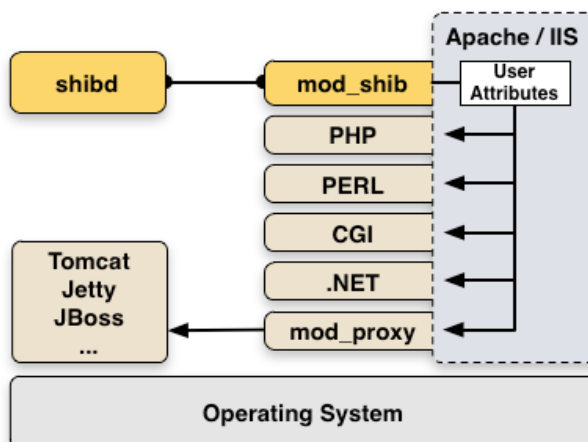 Apache / IIS
shibd
mod_shib
User
Attributes
PHP
PERL
CGI
.NET
mod_proxy
Tomcat
Jetty
JBoss
...
Operating System